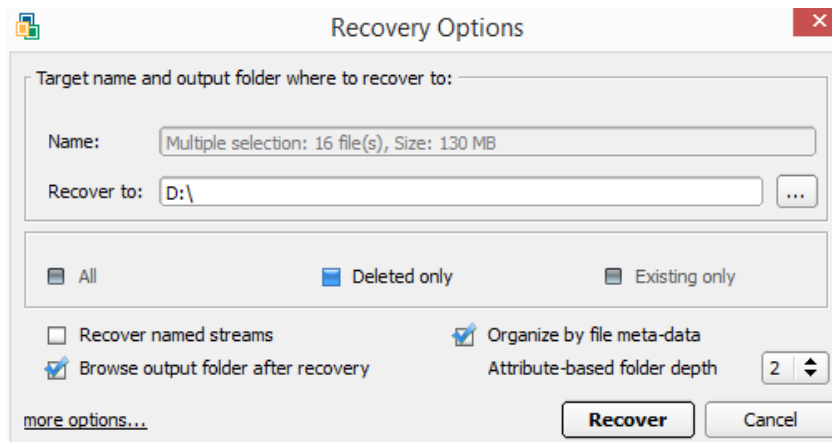 Recovery Options
Target name and output folder where to recover to:
Name: Multiple selection: 16 file(s), Size: 130 MB
Recover to: D:\ ...
All Deleted only Existing only
Recover named streams Organize by file meta-data
Browse output folder after recovery Attribute-based folder depth 2
more options... Recover Cancel